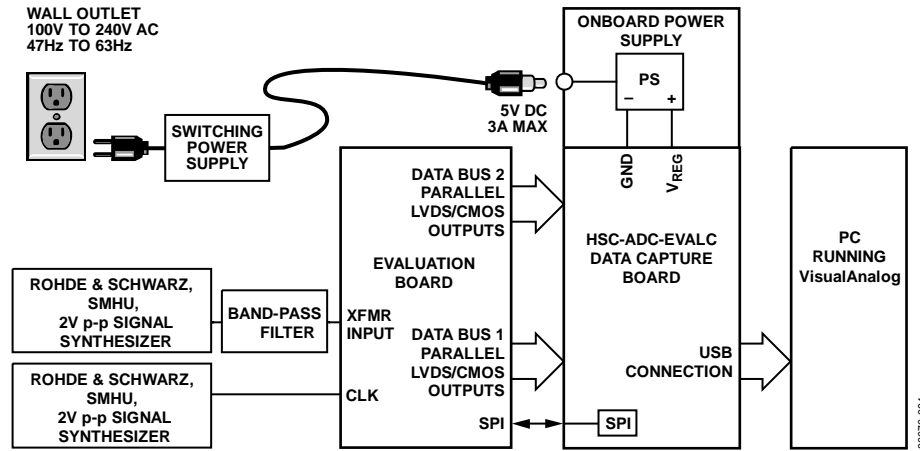 WALL OUTLET
100V TO 240V AC
47Hz TO 63Hz
SWITCHING
POWER
SUPPLY
5V DC
3A MAX
ONBOARD POWER
SUPPLY
PS
– +
GND
VREG
ROHDE & SCHWARZ,
SMHU,
2V p-p SIGNAL
SYNTHESIZER
BAND-PASS
FILTER
XFMR
INPUT
EVALUATION
BOARD
DATA BUS 2
PARALLEL
LVDS/CMOS
OUTPUTS
DATA BUS 1
PARALLEL
LVDS/CMOS
OUTPUTS
ROHDE & SCHWARZ,
SMHU,
2V p-p SIGNAL
SYNTHESIZER
CLK
SPI
HSC-ADC-EVALC
DATA CAPTURE
BOARD
USB
CONNECTION
SPI
PC
RUNNING
VisualAnalog